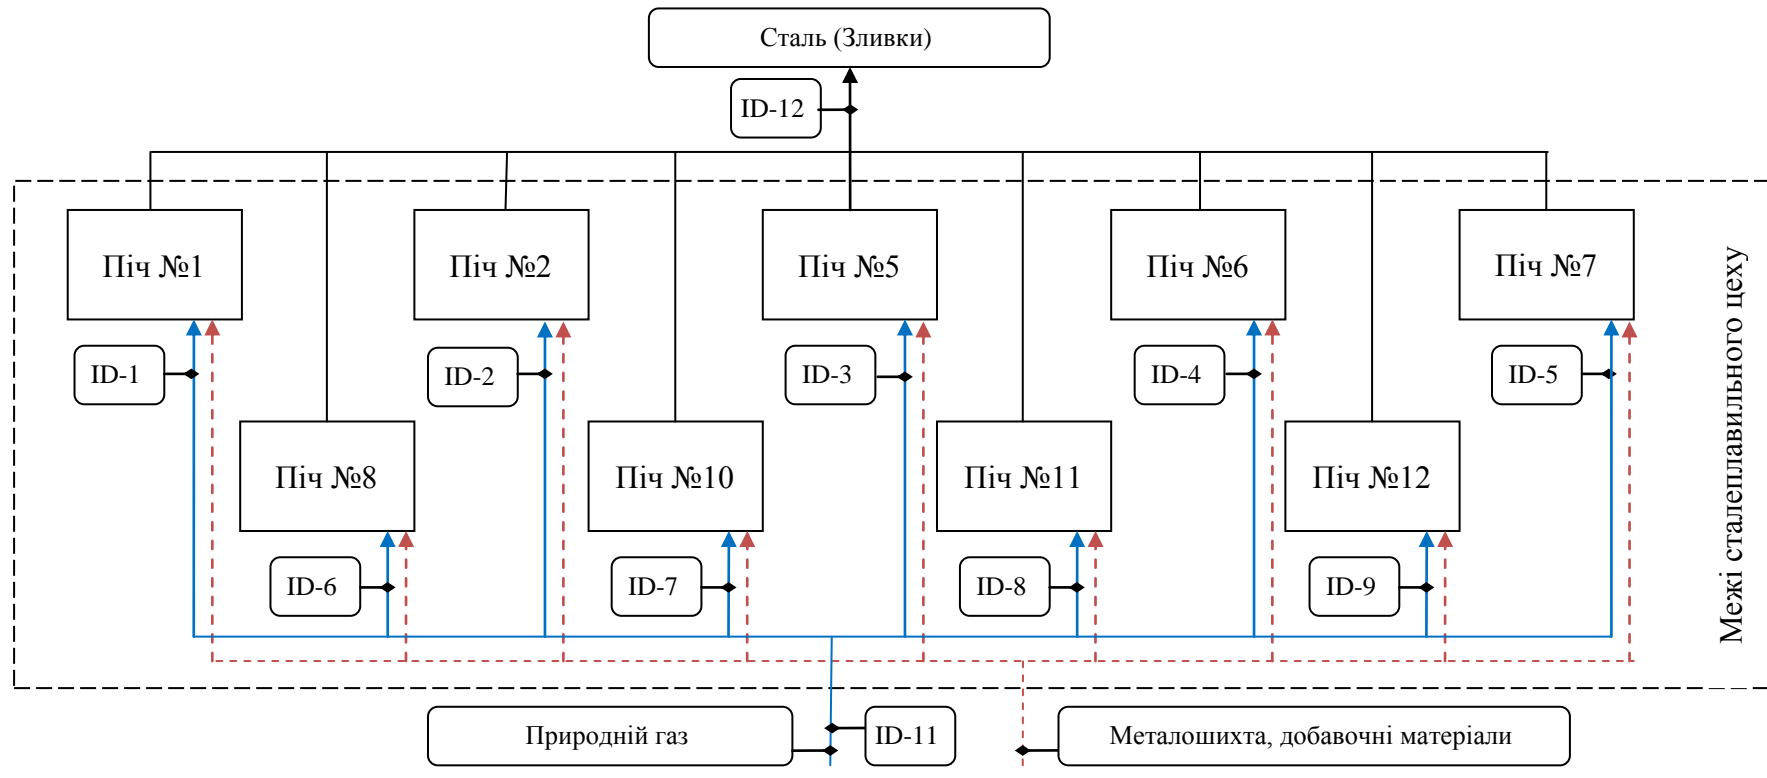 Сталь (Зливки)
ID-12
Піч №1
Піч №2
Піч №5
Піч №6
Піч №7
ID-1
ID-2
ID-3
ID-4
ID-5
Піч №8
Піч №10
Піч №11
Піч №12
ID-6
ID-7
ID-8
ID-9
Межі сталеплавильного цеху
Природній газ
ID-11
Металошихта, добавочні матеріали